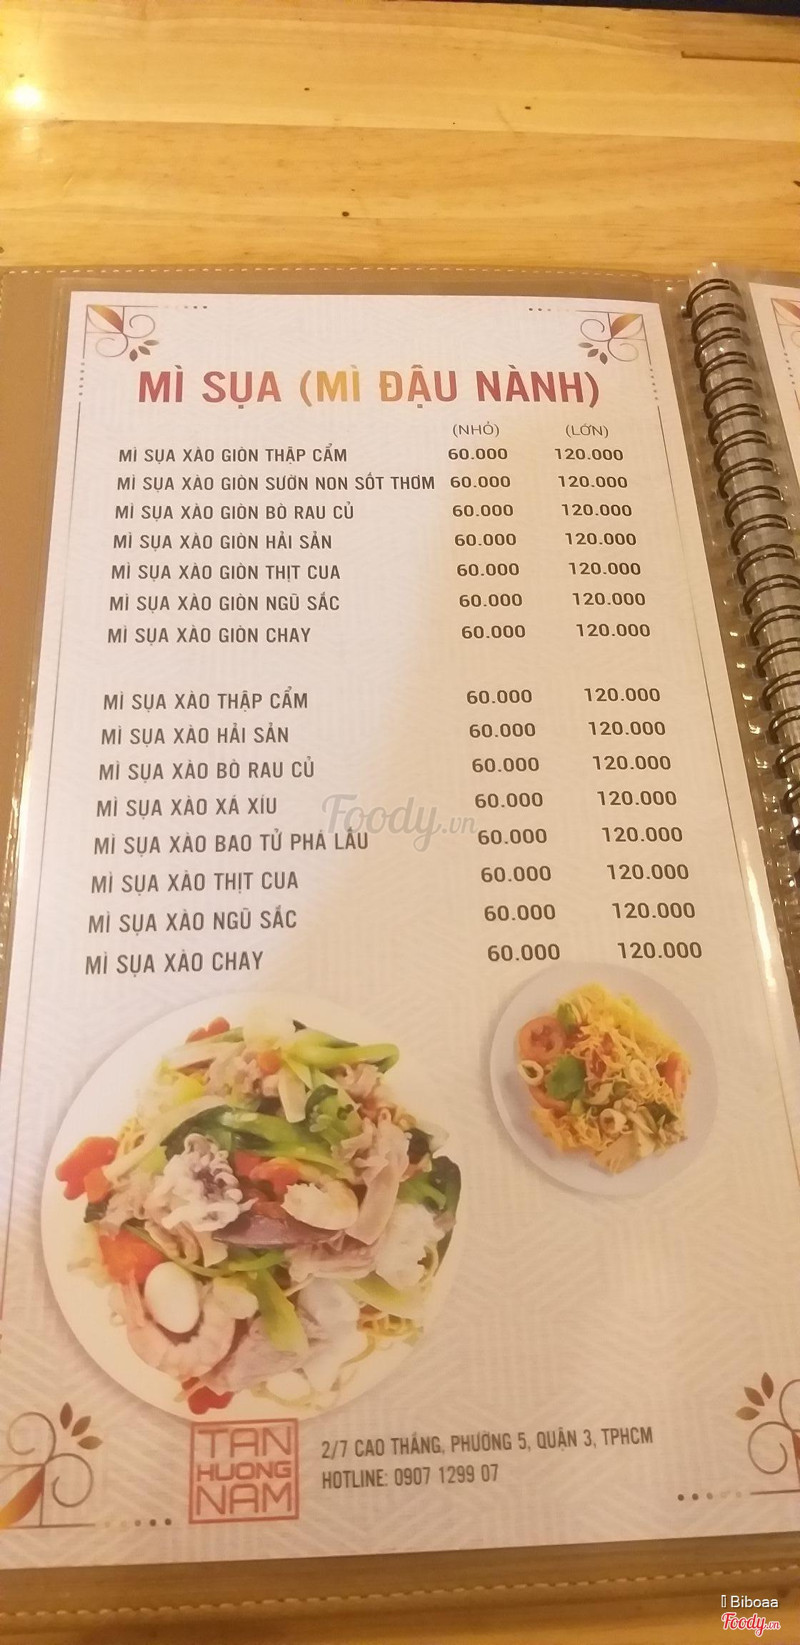 MÌ SỤA (MÌ ĐẬU NÀNH)
(NHỎ) (LỚN)
MÌ SỤA XÀO GIÒN THẬP CẨM 60.000 120.000
MÌ SỤA XÀO GIÒN SƯỜN NON SỐT THƠM 60.000 120.000
MÌ SỤA XÀO GIÒN BÒ RAU CỦ 60.000 120.000
MÌ SỤA XÀO GIÒN HẢI SẢN 60.000 120.000
MÌ SỤA XÀO GIÒN THỊT CUA 60.000 120.000
MÌ SỤA XÀO GIÒN NGŨ SẮC 60.000 120.000
MÌ SỤA XÀO GIÒN CHAY 60.000 120.000
MÌ SỤA XÀO THẬP CẨM 60.000 120.000
MÌ SỤA XÀO HẢI SẢN 60.000 120.000
MÌ SỤA XÀO BÒ RAU CỦ 60.000 120.000
MÌ SỤA XÀO XÁ XÍU 60.000 120.000
Foody.vn
MÌ SỤA XÀO BAO TỬ PHÁ LẤU 60.000 120.000
MÌ SỤA XÀO THỊT CUA 60.000 120.000
MÌ SỤA XÀO NGŨ SẮC 60.000 120.000
MÌ SỤA XÀO CHAY 60.000 120.000
TAN HUONG NAM
2/7 CAO THẮNG, PHƯỜNG 5, QUẬN 3, TPHCM
HOTLINE: 0907 1299 07
Biboaa
Foody.vn